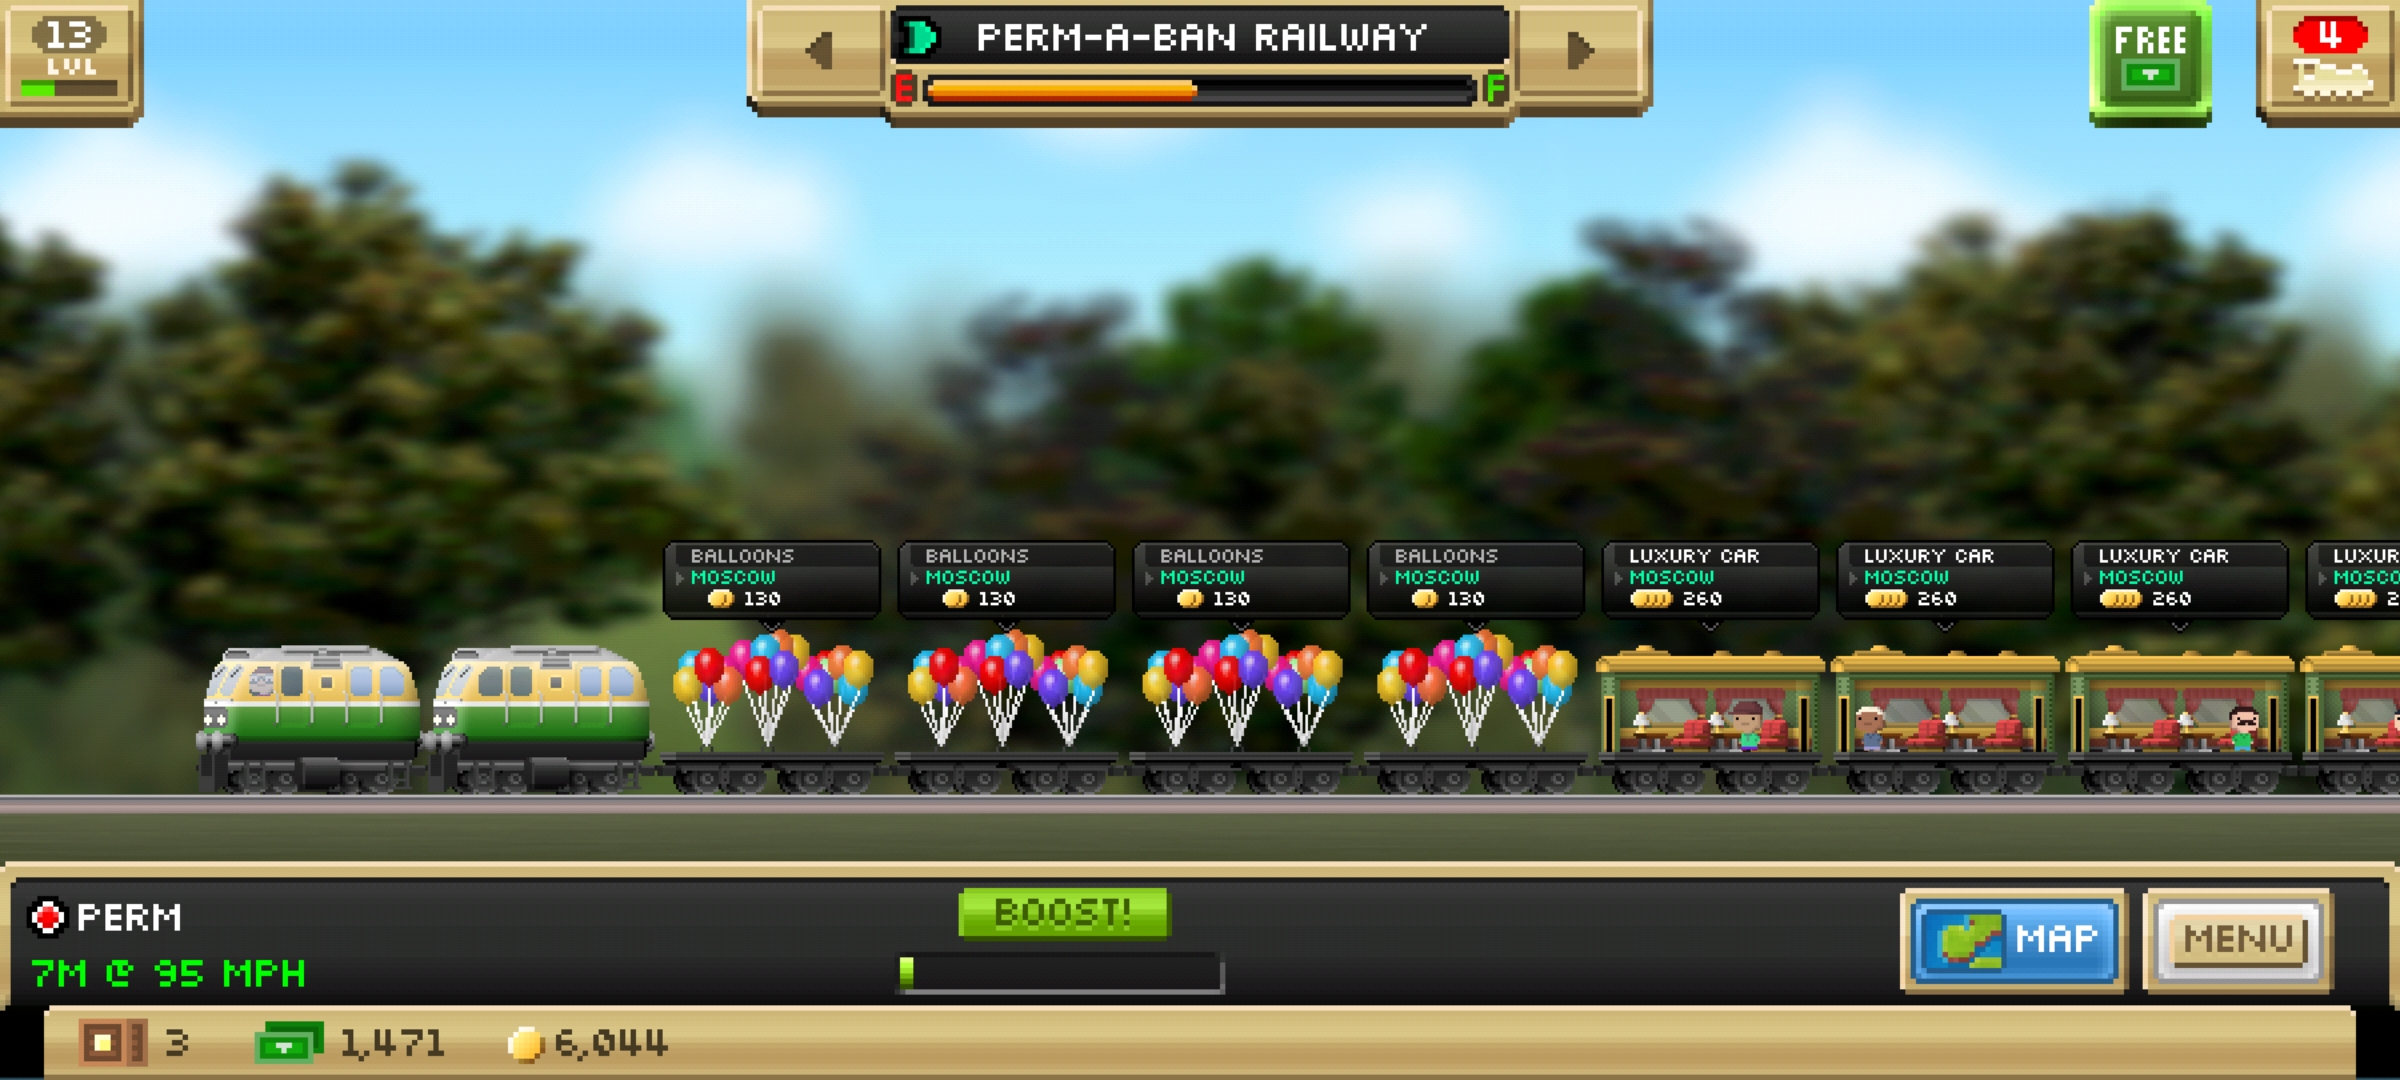 13
LVL
PERM-A-BAN RAILWAY
E F
FREE
4
BALLOONS
MOSCOW
130
BALLOONS
MOSCOW
130
BALLOONS
MOSCOW
130
BALLOONS
MOSCOW
130
LUXURY CAR
MOSCOW
260
LUXURY CAR
MOSCOW
260
LUXURY CAR
MOSCOW
260
PERM
7M @ 95 MPH
BOOST!
MAP
MENU
3 1,471 6,044